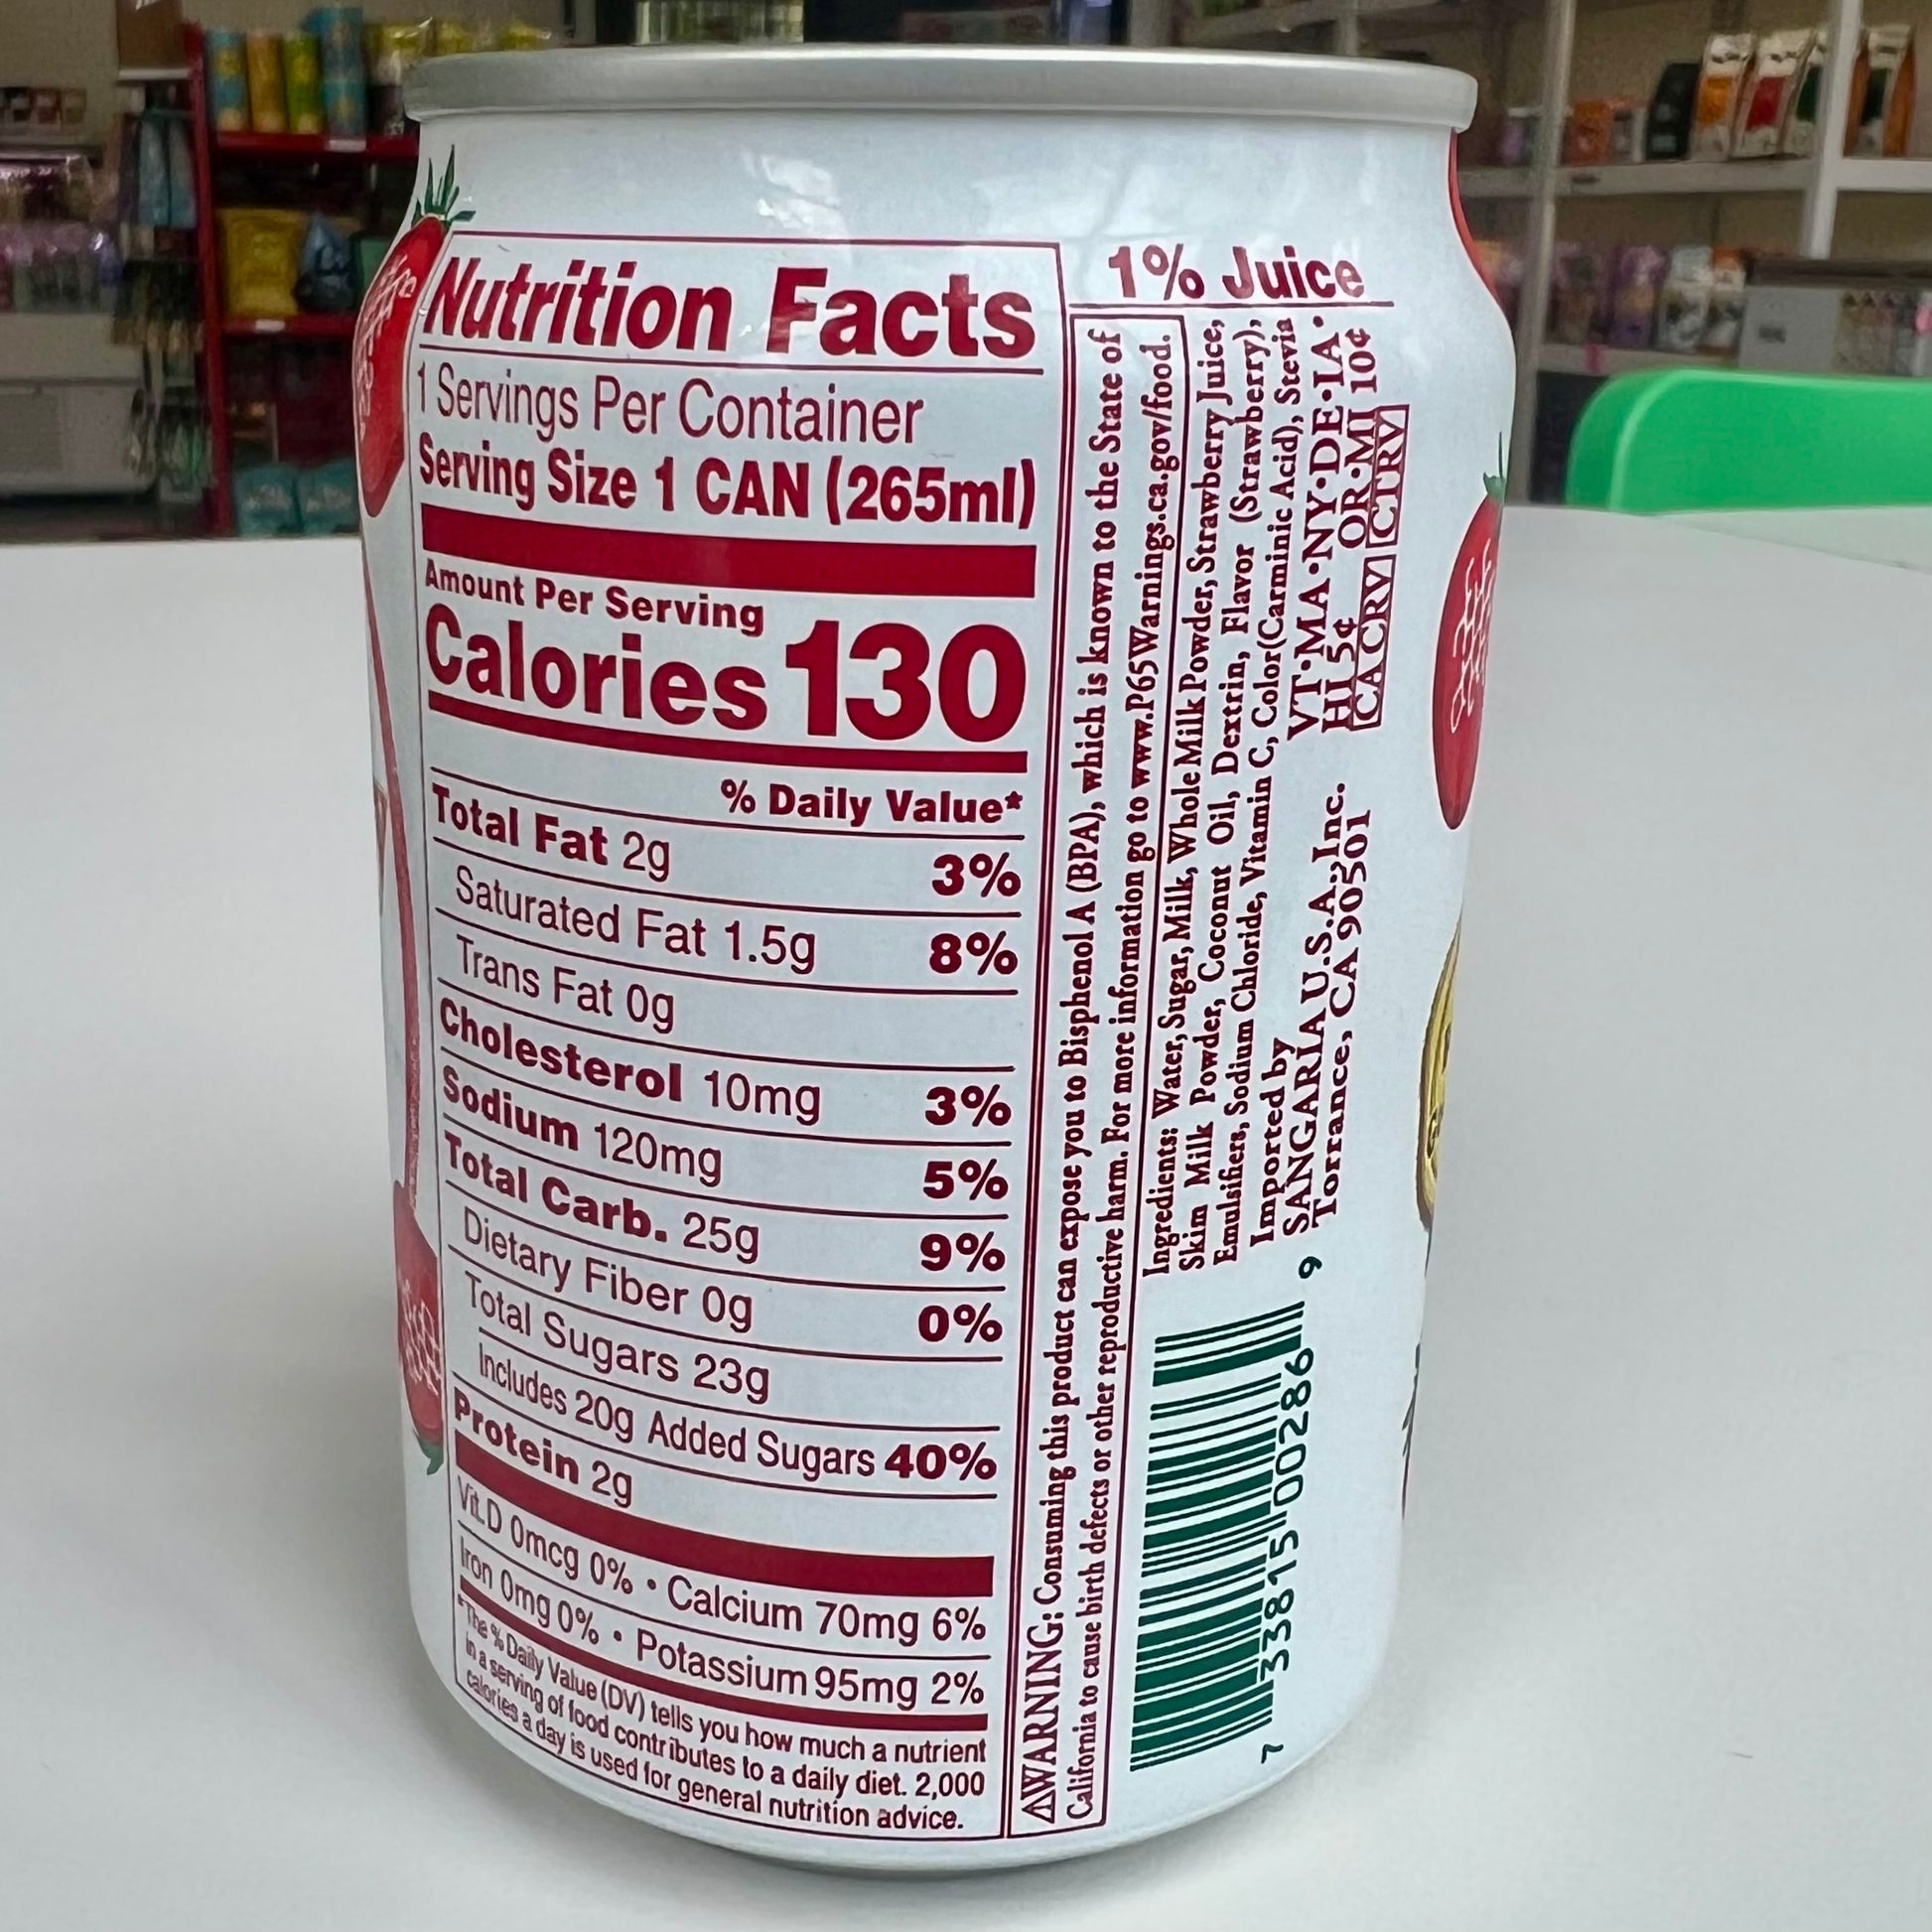 Nutrition Facts
1 Servings Per Container
Serving Size 1 CAN (265ml)
Amount Per Serving
Calories 130
% Daily Value*
Total Fat 2g 3%
Saturated Fat 1.5g 8%
Trans Fat 0g
Cholesterol 10mg 3%
Sodium 120mg 5%
Total Carb. 25g 9%
Dietary Fiber 0g 0%
Total Sugars 23g
Includes 20g Added Sugars 40%
Protein 2g
Vit.D 0mcg 0% • Calcium 70mg 6%
Iron 0mg 0% • Potassium 95mg 2%
*The % Daily Value (DV) tells you how much a nutrient
in a serving of food contributes to a daily diet. 2,000
calories a day is used for general nutrition advice.
1% Juice
⚠WARNING: Consuming this product can expose you to Bisphenol A (BPA), which is known to the State of
California to cause birth defects or other reproductive harm. For more information go to www.P65Warnings.ca.gov/food.
Ingredients: Water, Sugar, Milk, Whole Milk Powder, Strawberry Juice,
Skim Milk Powder, Coconut Oil, Dextrin, Flavor (Strawberry),
Emulsifiers, Sodium Chloride, Vitamin C, Color(Carminic Acid), Stevia
Imported by
SANGARIA U.S.A., Inc.
Torrance, CA 90501
VT•MA•NY•DE•IA•
HI 5¢ OR•MI 10¢
CACRV CTRV
7 33815 00286 9